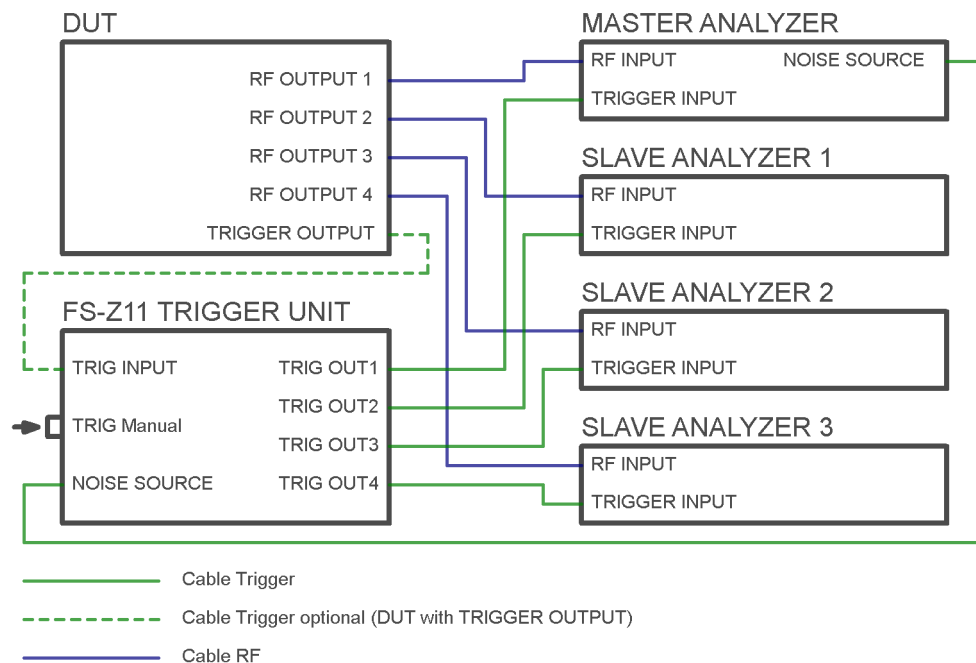 DUT
RF OUTPUT 1
RF OUTPUT 2
RF OUTPUT 3
RF OUTPUT 4
TRIGGER OUTPUT
MASTER ANALYZER
RF INPUT NOISE SOURCE
TRIGGER INPUT
SLAVE ANALYZER 1
RF INPUT
TRIGGER INPUT
SLAVE ANALYZER 2
RF INPUT
TRIGGER INPUT
SLAVE ANALYZER 3
RF INPUT
TRIGGER INPUT
FS-Z11 TRIGGER UNIT
TRIG INPUT TRIG OUT1
TRIG OUT2
TRIG Manual
TRIG OUT3
NOISE SOURCE TRIG OUT4
Cable Trigger
Cable Trigger optional (DUT with TRIGGER OUTPUT)
Cable RF